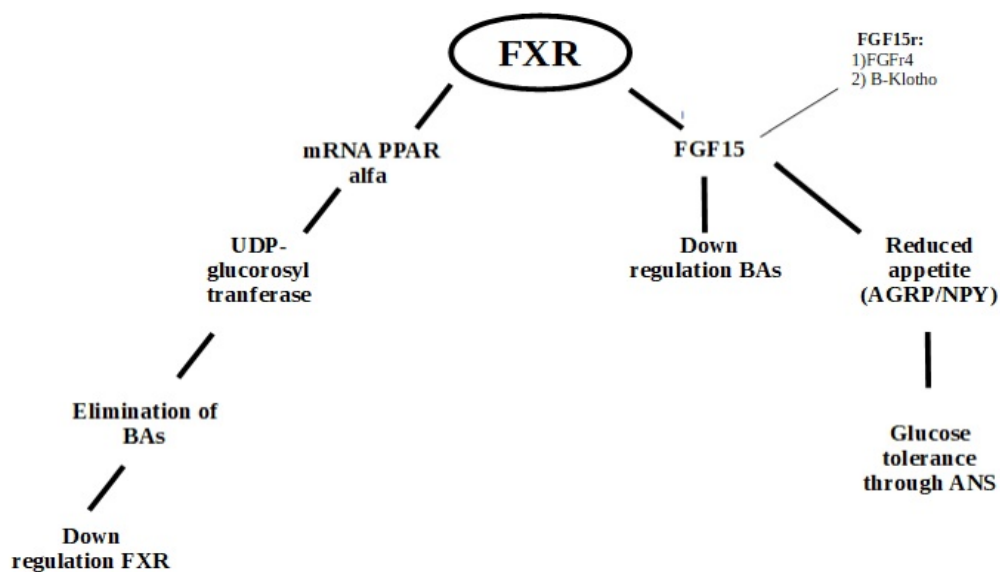 FXR
FGF15r:
1)FGFr4
2) B-Klotho
mRNA PPAR
alfa
FGF15
UDP-
glucorosyl
tranferase
Down
regulation BAs
Reduced
appetite
(AGRP/NPY)
Elimination of
BAs
Glucose
tolerance
through ANS
Down
regulation FXR